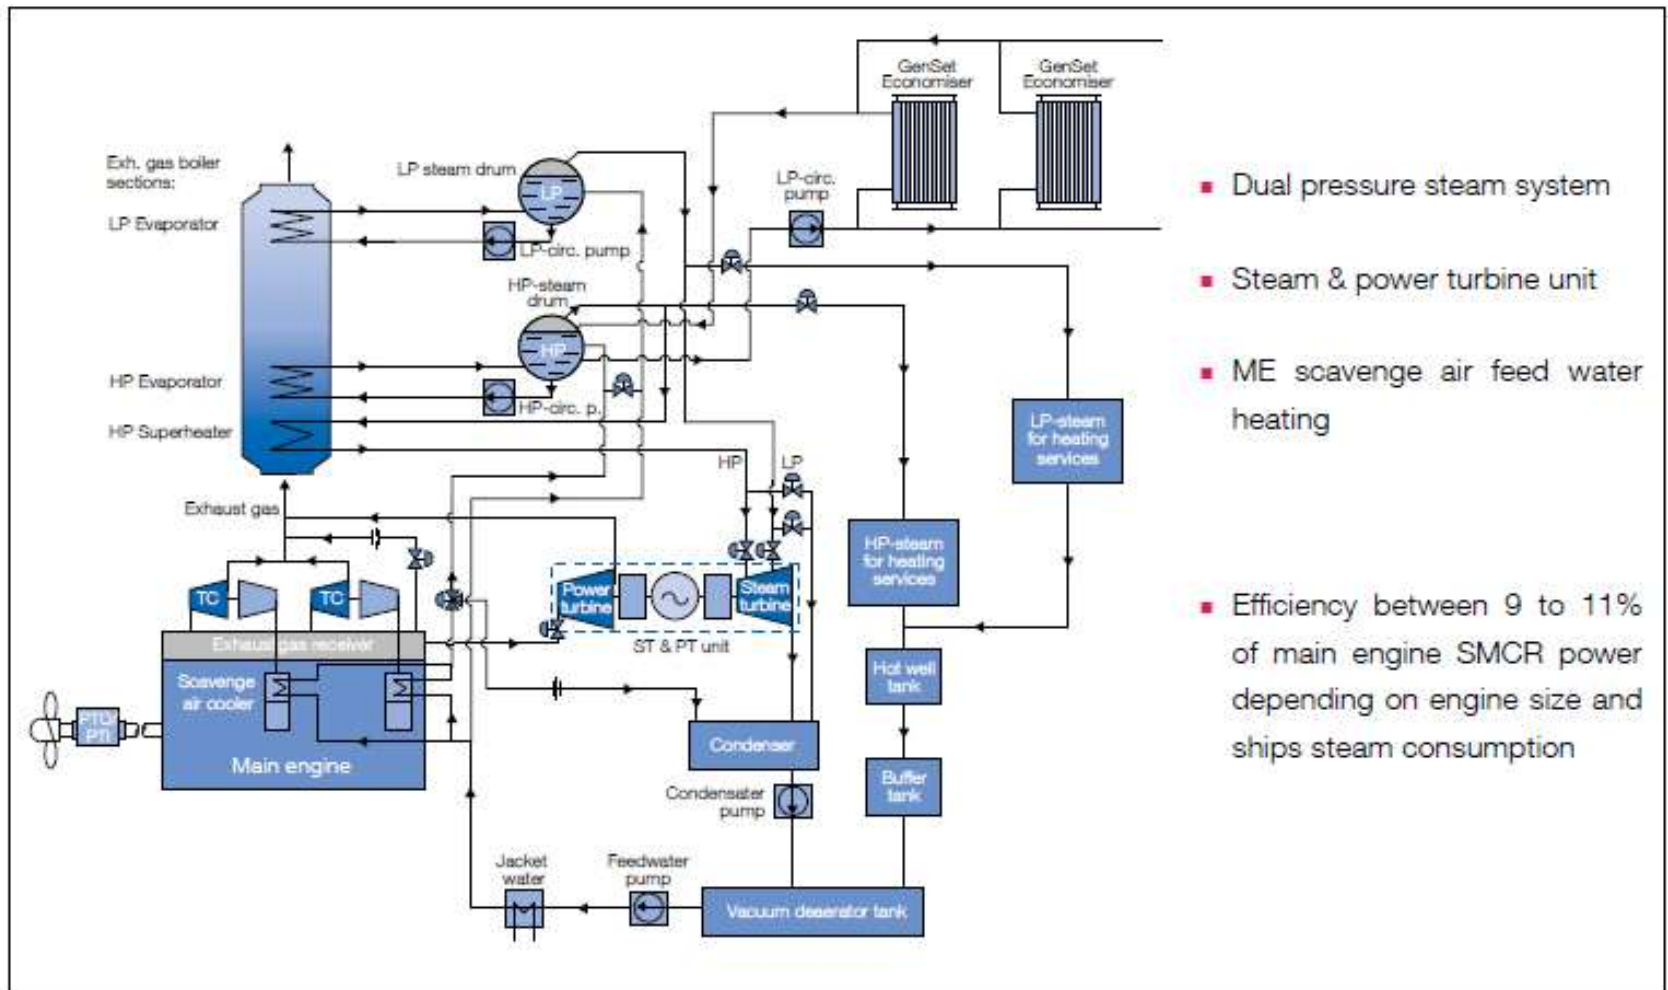 GenSet
Economiser
GenSet
Economiser
Exh. gas boiler
sections:
LP steam drum
LP
LP-circ.
pump
LP Evaporator
LP-circ. pump
HP-steam
drum
HP
HP Evaporator
HP-circ. p.
HP Superheater
HP
LP
LP-steam
for heating
services
Exhaust gas
HP-steam
for heating
services
TC
TC
Power
turbine
Steam
turbine
ST & PT unit
Exhaust gas receiver
Scavenge
air cooler
Hot well
tank
PTO/
PTI
Main engine
Condenser
Buffer
tank
Condensater
pump
Jacket
water
Feedwater
pump
Vacuum deaerator tank
▪ Dual pressure steam system
▪ Steam & power turbine unit
▪ ME scavenge air feed water
heating
▪ Efficiency between 9 to 11%
of main engine SMCR power
depending on engine size and
ships steam consumption